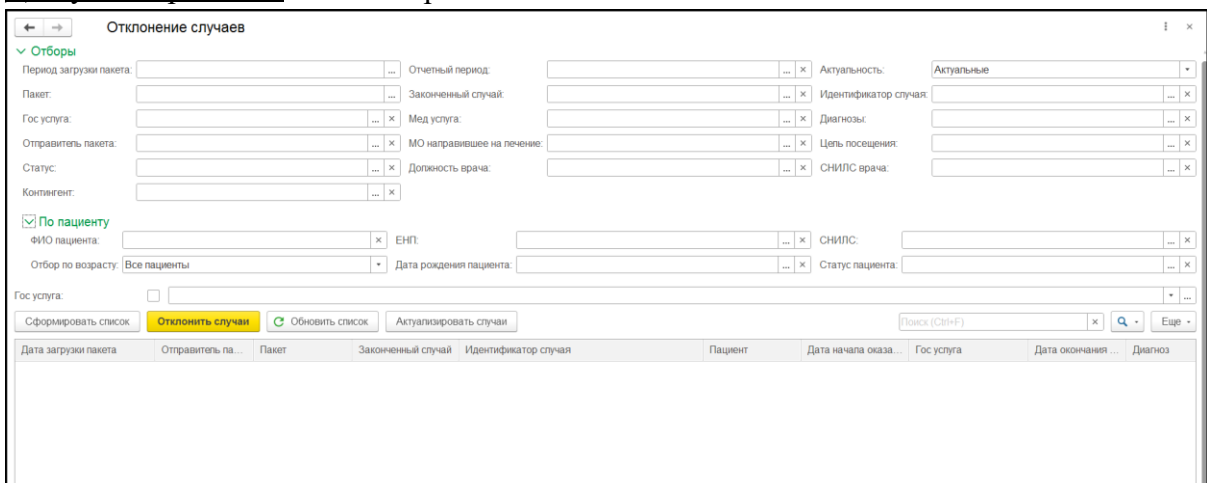 Отклонение случаев
Отборы
Период загрузки пакета: ... Отчетный период: ... × Актуальность: Актуальные
Пакет: ... Законченный случай: ... × Идентификатор случая: ... ×
Гос услуга: ... × Мед услуга: ... × Диагнозы: ... ×
Отправитель пакета: ... × МО направившее на лечение: ... × Цель посещения: ... ×
Статус: ... × Должность врача: ... × СНИЛС врача: ... ×
Контингент: ... ×
По пациенту
ФИО пациента: × ЕНП: ... × СНИЛС: ... ×
Отбор по возрасту: Все пациенты Дата рождения пациента: ... × Статус пациента: ... ×
Гос услуга: ...
Сформировать список Отклонить случаи Обновить список Актуализировать случаи Поиск (Ctrl+F) × Еще
Дата загрузки пакета Отправитель па... Пакет Законченный случай Идентификатор случая Пациент Дата начала оказа... Гос услуга Дата окончания ... Диагноз